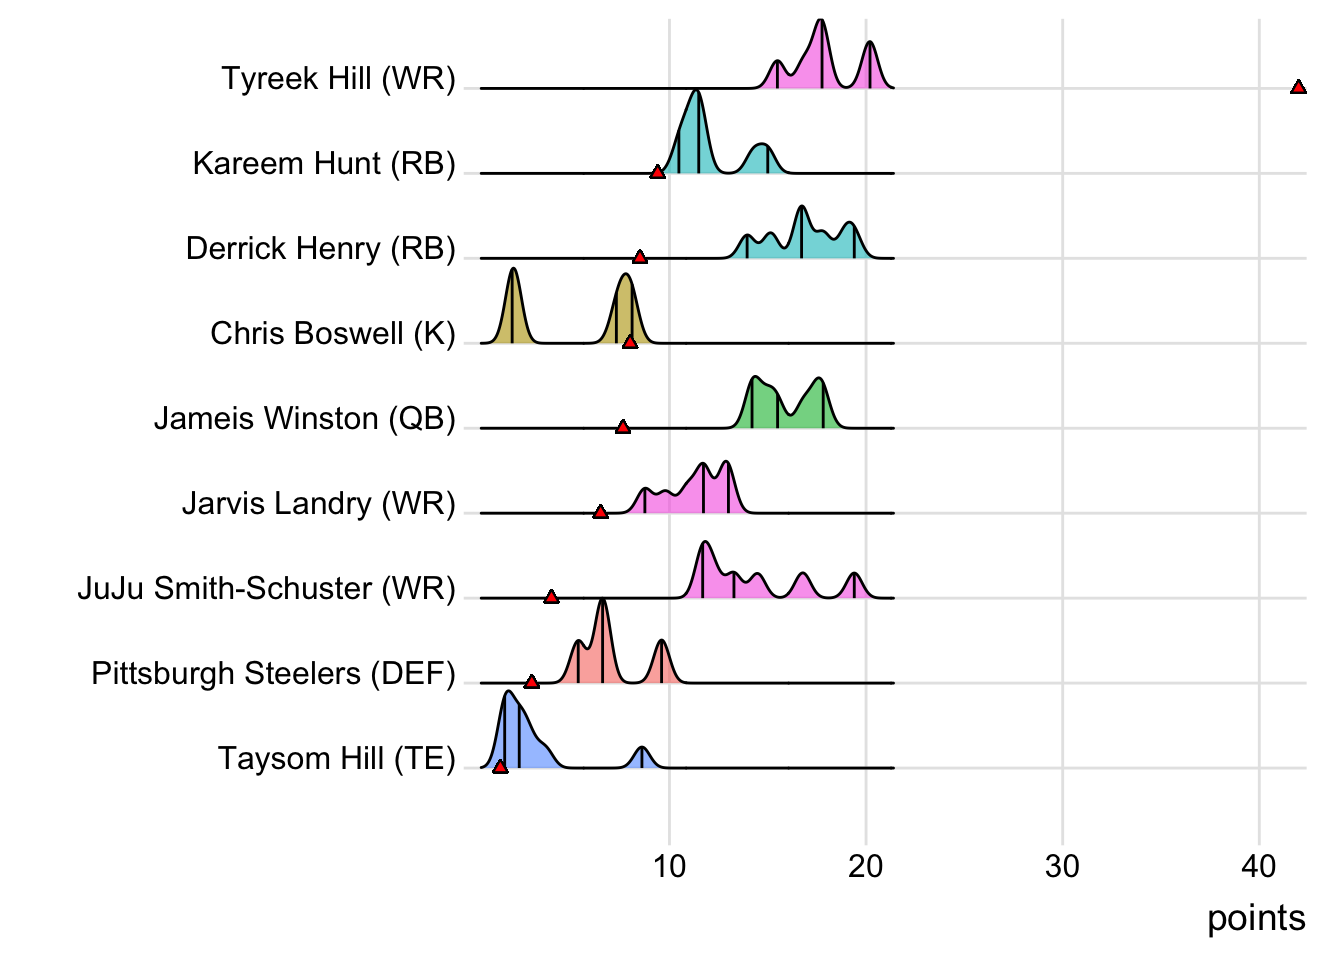 Tyreek Hill (WR)
Kareem Hunt (RB)
Derrick Henry (RB)
Chris Boswell (K)
Jameis Winston (QB)
Jarvis Landry (WR)
JuJu Smith-Schuster (WR)
Pittsburgh Steelers (DEF)
Taysom Hill (TE)
10 20 30 40
points